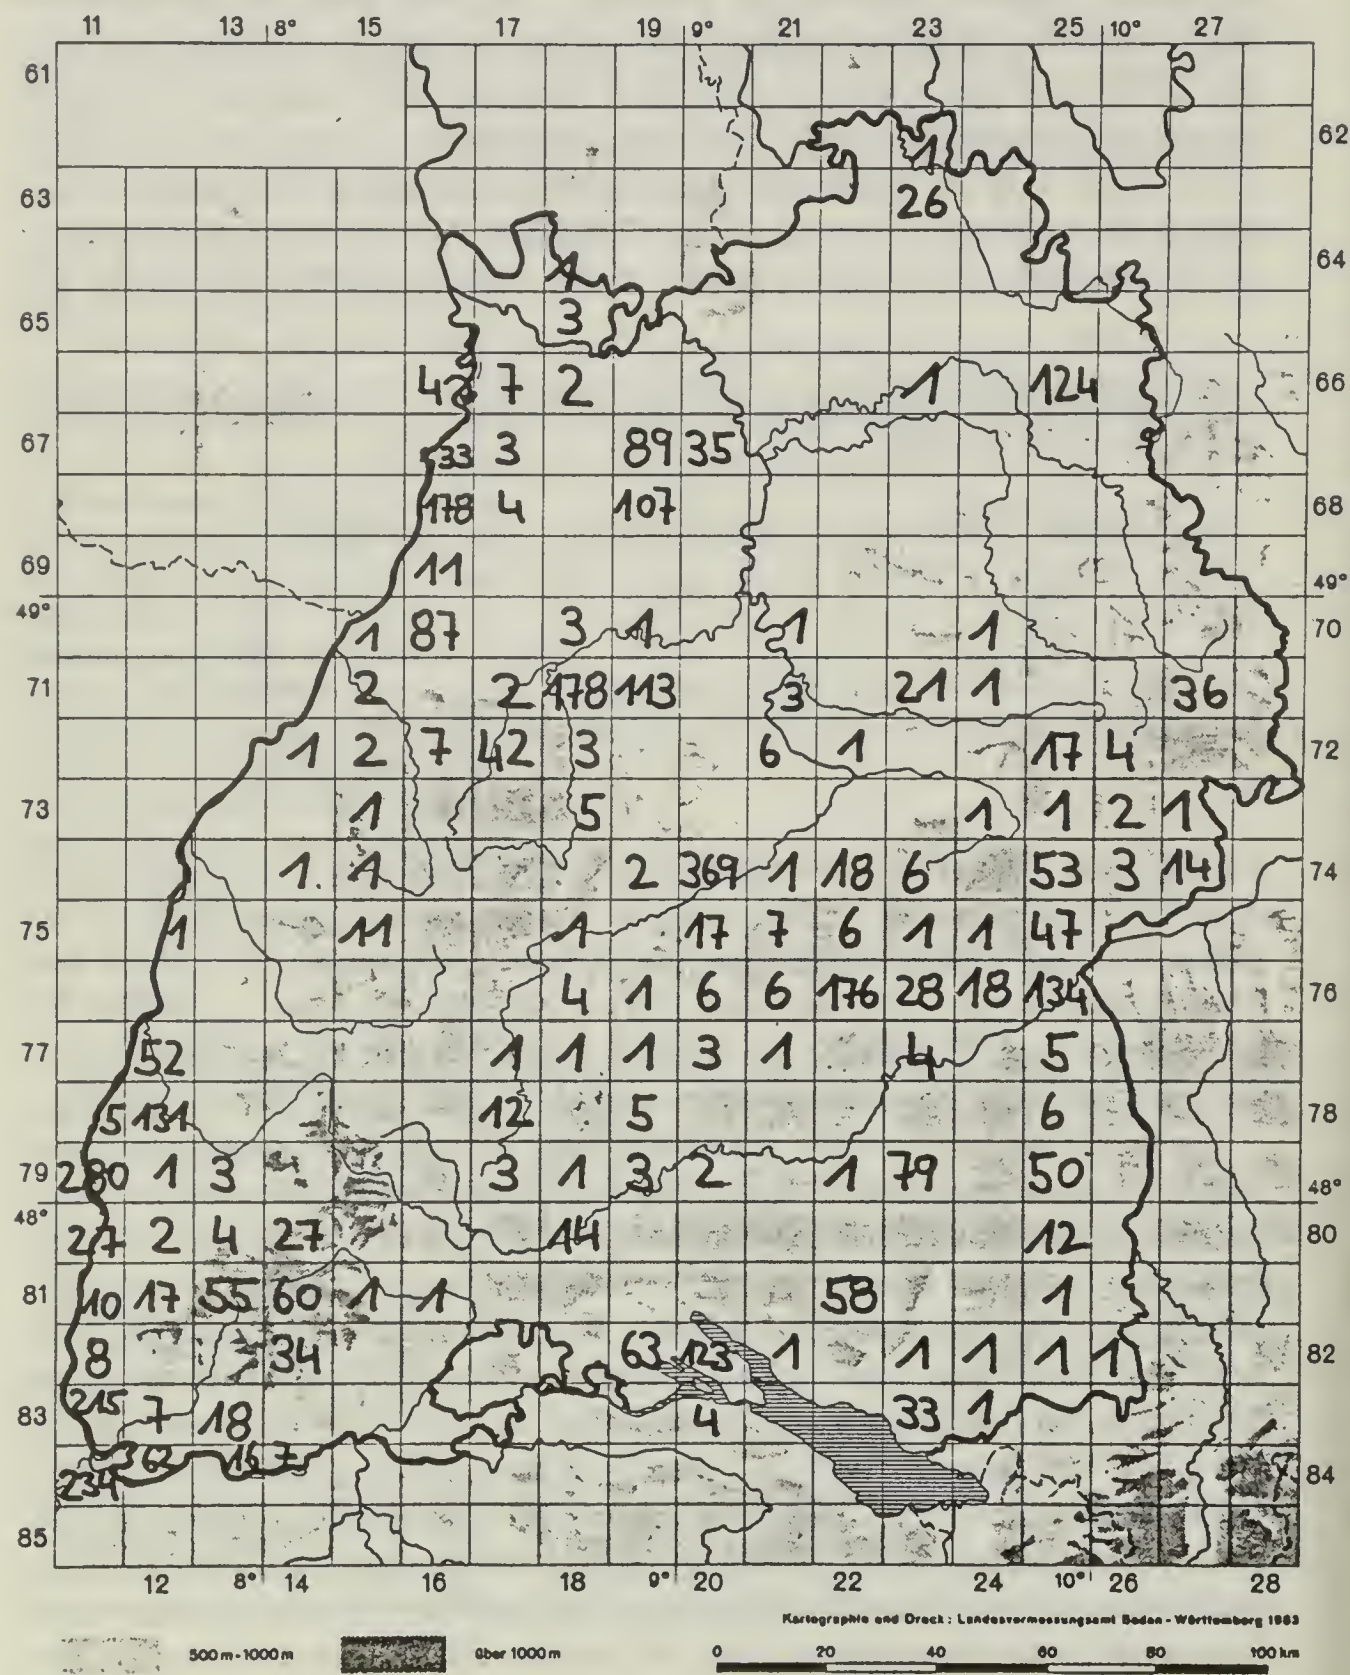 11 13 8° 15 17 19 9° 21 23 25 10° 27
61
62
1
63 26
1 64
65 3
42 7 2 1 124 66
67 33 3 89 35
178 4 107 68
69 11 49°
49° 1 87 3 1 1 1 70
71 2 2 178 113 3 21 1 36
1 2 7 42 3 6 1 17 4 72
73 1 5 1 1 2 1
1. 1 2 369 1 18 6 53 3 14 74
75 1 11 1 17 7 6 1 1 47
4 1 6 6 176 28 18 134 76
77 52 1 1 1 3 1 4 5
5 131 12 5 6 78
79 280 1 3 3 1 3 2 1 79 50 48°
48° 27 2 4 27 14 12 80
81 10 17 55 60 1 1 58 1
8 34 63 123 1 1 1 1 1 82
83 215 7 18 4 33 1
362 16 7
234 84
85
12 8° 14 16 18 9° 20 22 24 10° 26 28
Kartographie und Druck: Landesvermessungsamt Baden-Württemberg 1983
500 m-1000 m über 1000 m 0 20 40 60 80 100 km